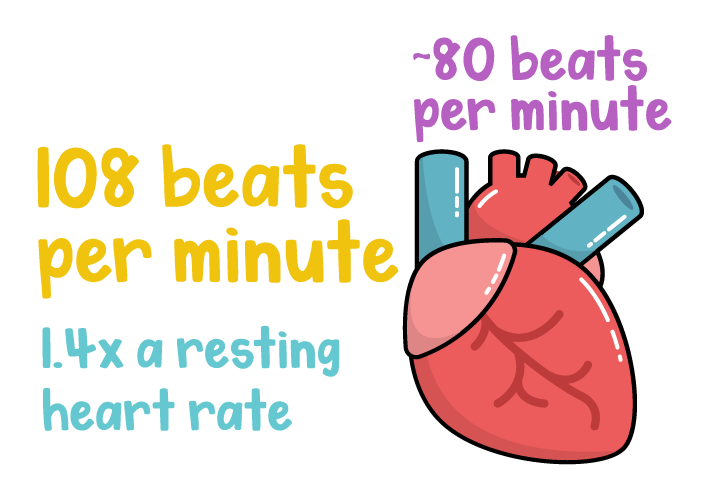 ~80 beats
per minute
108 beats
per minute
1.4x a resting
heart rate